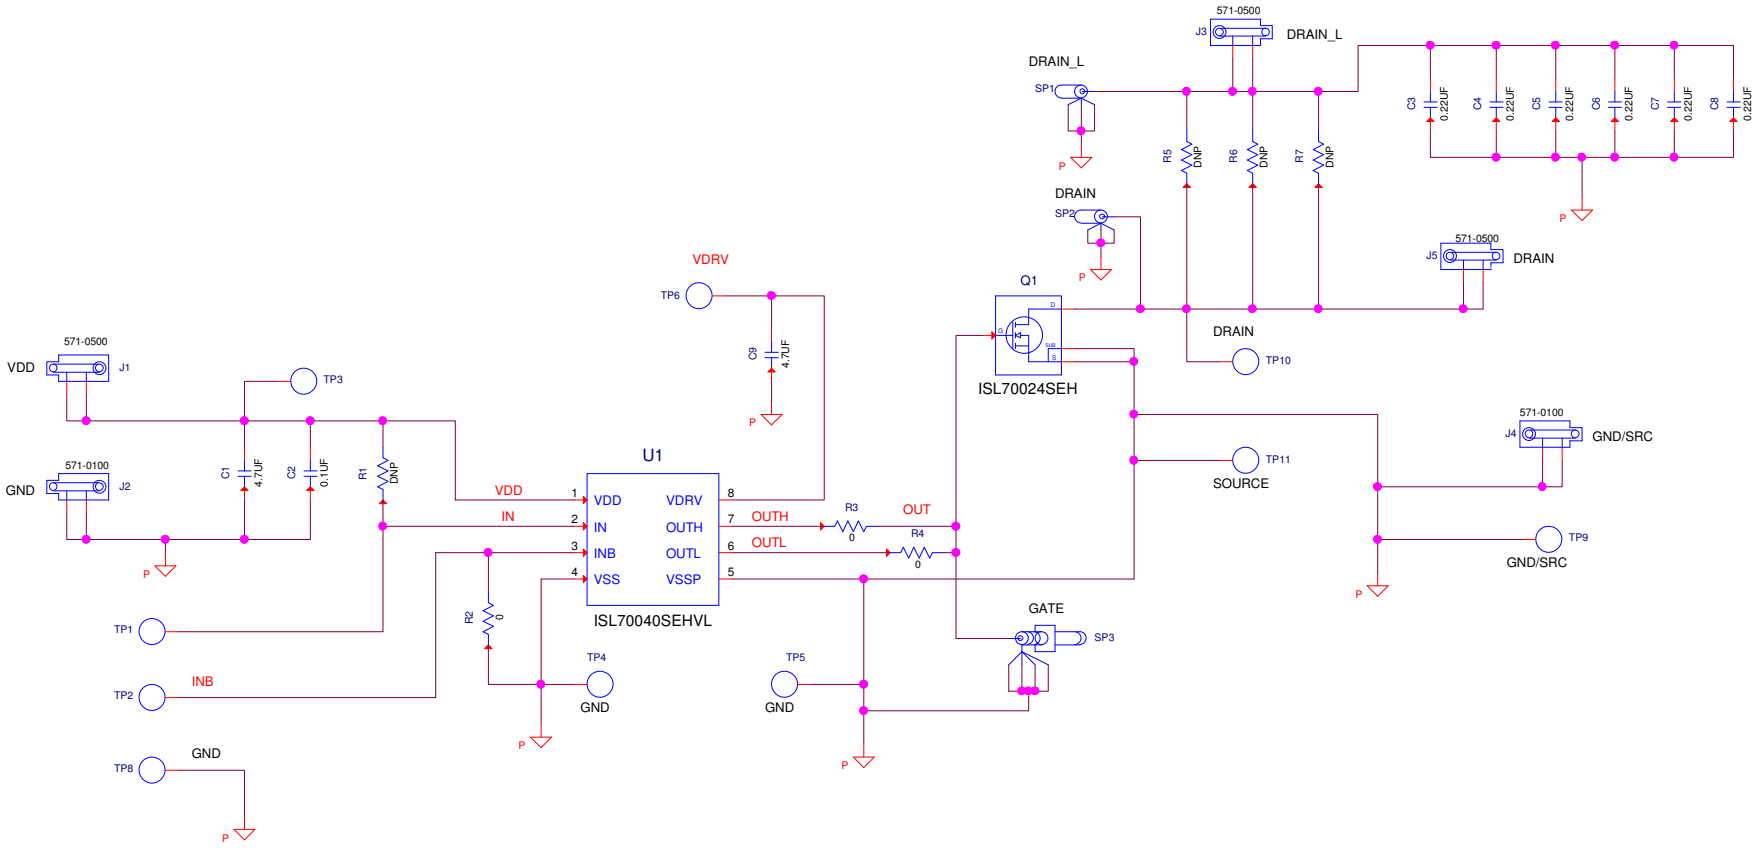 571-0500
J3
DRAIN_L
DRAIN_L
SP1
P
C3
0.22UF
C4
0.22UF
C5
0.22UF
C6
0.22UF
C7
0.22UF
C8
0.22UF
P
R5
DNP
R6
DNP
R7
DNP
DRAIN
SP2
P
571-0500
J5
DRAIN
VDRV
TP6
C9
4.7UF
P
Q1
D
G
SUB
S
ISL70024SEH
DRAIN
TP10
571-0500
VDD
J1
TP3
571-0100
GND
J2
C1
4.7UF
C2
0.1UF
R1
DNP
P
571-0100
J4
GND/SRC
TP11
SOURCE
TP9
GND/SRC
P
U1
VDD
1
VDD
IN
2
IN
3
INB
4
VSS
VDRV
8
OUTH
7
OUTH
OUTL
6
OUTL
VSSP
5
ISL70040SEHVL
R3
0
OUT
R4
0
R2
0
TP1
TP2
INB
TP4
GND
P
TP5
GND
P
GATE
SP3
TP8
GND
P